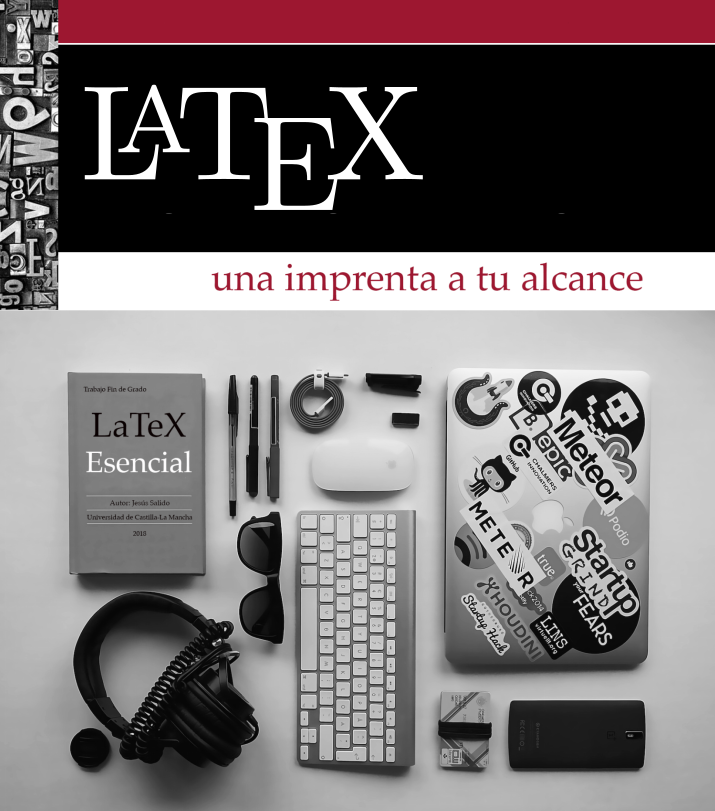 LATEX
una imprenta a tu alcance
Trabajo Fin de Grado
LaTeX
Esencial
Autor: Jesús Salido
Universidad de Castilla-La Mancha
2010
epic
Meteor
GitHub
CHALMERS
INNOVATION
Podio
METEOR
true.
Startup
GRIND
FEARS
HOUDINI
Startup Hack
LINS